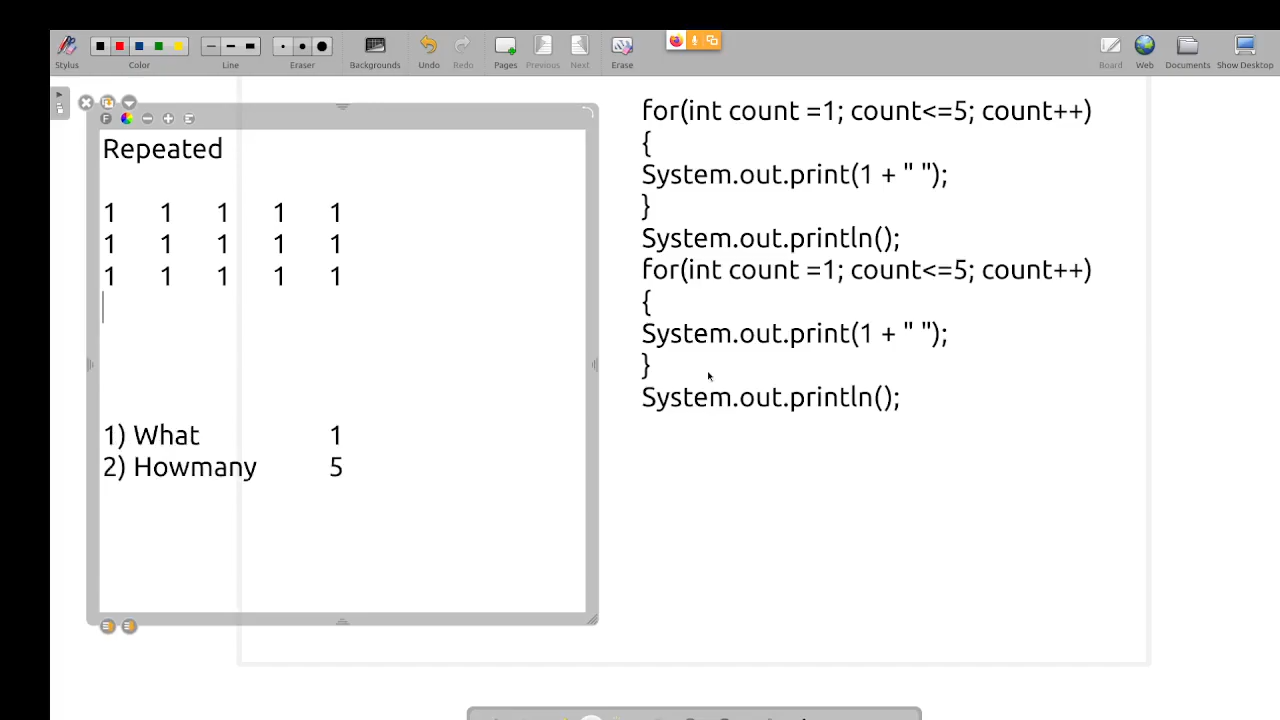 Stylus
Color
Line
Eraser
Backgrounds
Undo
Redo
Pages
Previous
Next
Erase
Board
Web
Documents
Show Desktop
F
Repeated
1 1 1 1 1
1 1 1 1 1
1 1 1 1 1
1) What 1
2) Howmany 5
for(int count =1; count<=5; count++)
{
System.out.print(1 + " ");
}
System.out.println();
for(int count =1; count<=5; count++)
{
System.out.print(1 + " ");
}
System.out.println();